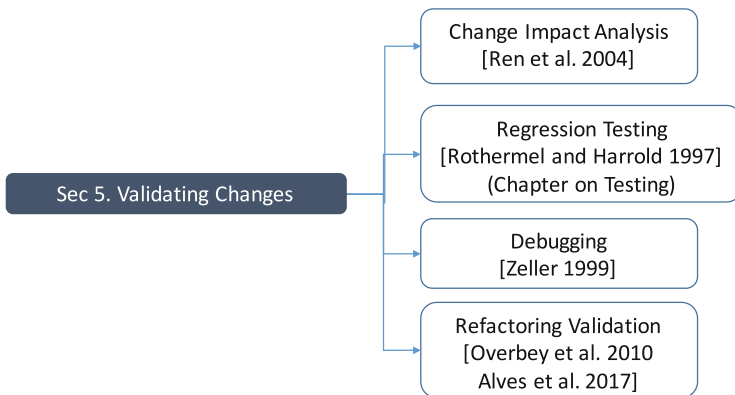 Sec 5. Validating Changes
Change Impact Analysis
[Ren et al. 2004]
Regression Testing
[Rothermel and Harrold 1997]
(Chapter on Testing)
Debugging
[Zeller 1999]
Refactoring Validation
[Overbey et al. 2010
Alves et al. 2017]